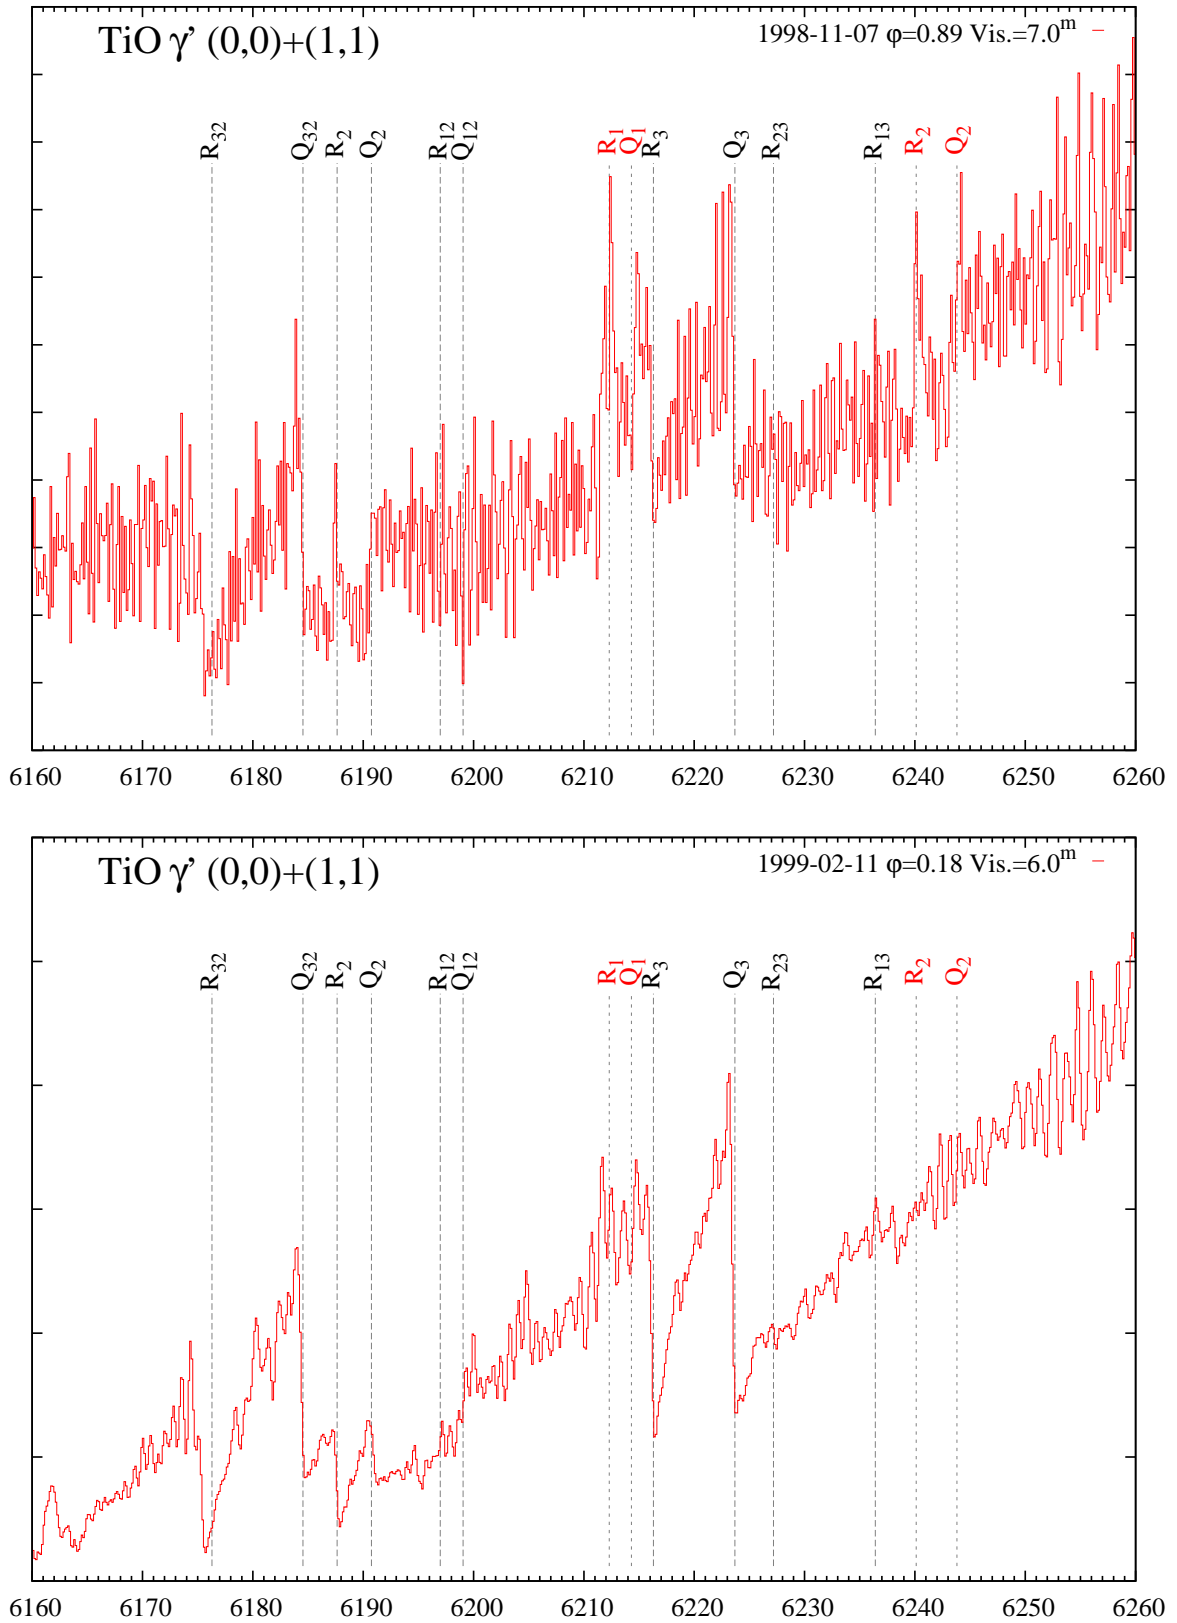 TiO γ’ (0,0)+(1,1)
1998-11-07 φ=0.89 Vis.=7.0m
R32 Q32 R2 Q2 R12 Q12 R1 Q1 R3 Q3 R23 R13 R2 Q2
6160 6170 6180 6190 6200 6210 6220 6230 6240 6250 6260
TiO γ’ (0,0)+(1,1)
1999-02-11 φ=0.18 Vis.=6.0m
R32 Q32 R2 Q2 R12 Q12 R1 Q1 R3 Q3 R23 R13 R2 Q2
6160 6170 6180 6190 6200 6210 6220 6230 6240 6250 6260